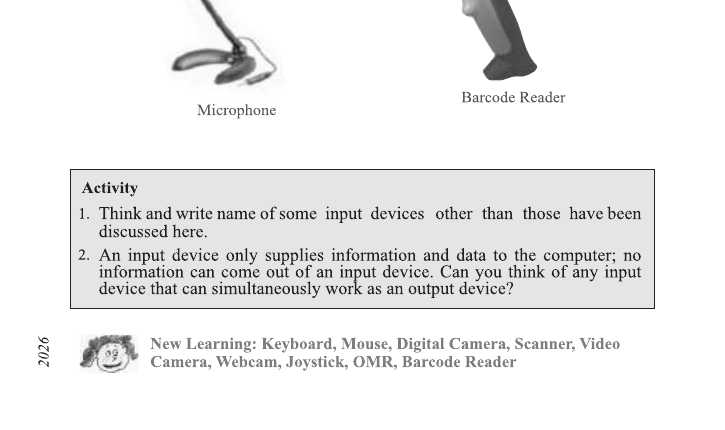 Microphone
Barcode Reader
Activity
1. Think and write name of some input devices other than those have been
discussed here.
2. An input device only supplies information and data to the computer; no
information can come out of an input device. Can you think of any input
device that can simultaneously work as an output device?
2026
New Learning: Keyboard, Mouse, Digital Camera, Scanner, Video
Camera, Webcam, Joystick, OMR, Barcode Reader